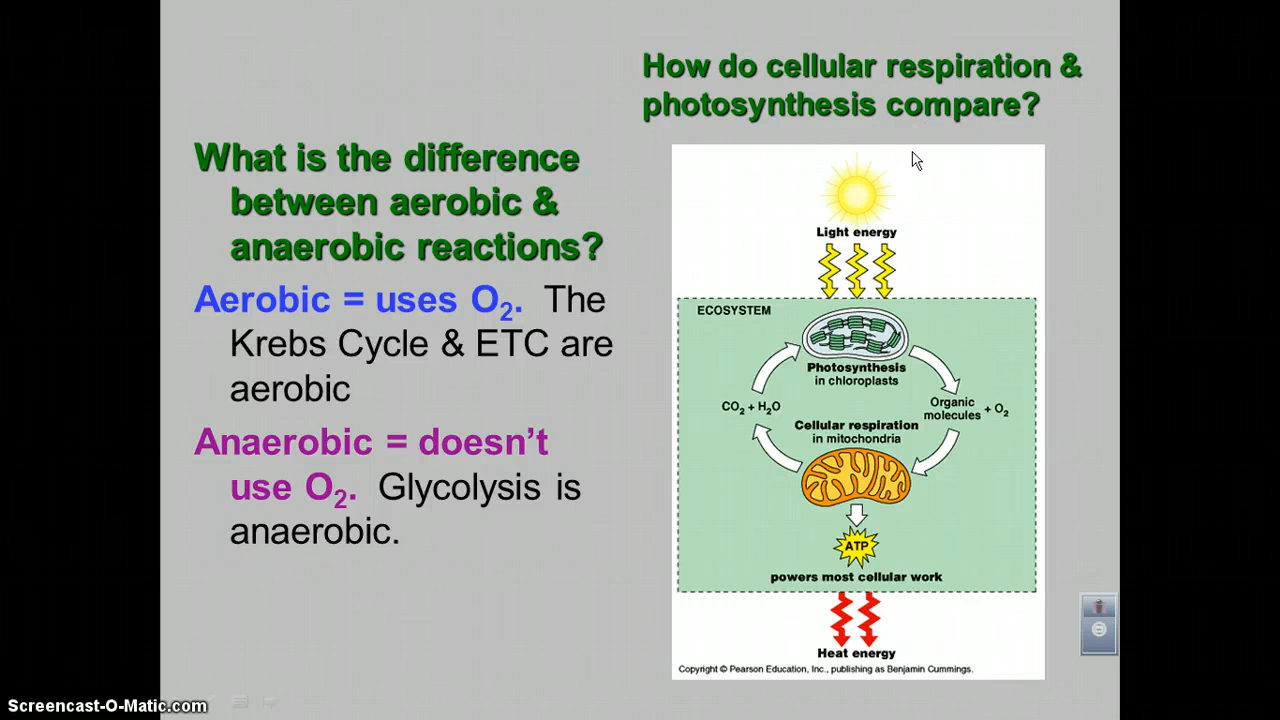 How do cellular respiration &
photosynthesis compare?
What is the difference
between aerobic &
anaerobic reactions?
Aerobic = uses O₂. The
Krebs Cycle & ETC are
aerobic
Anaerobic = doesn’t
use O₂. Glycolysis is
anaerobic.
Light energy
ECOSYSTEM
Photosynthesis
in chloroplasts
CO₂ + H₂O
Organic
molecules + O₂
Cellular respiration
in mitochondria
ATP
powers most cellular work
Heat energy
Copyright © Pearson Education, Inc., publishing as Benjamin Cummings.
Screencast-O-Matic.com